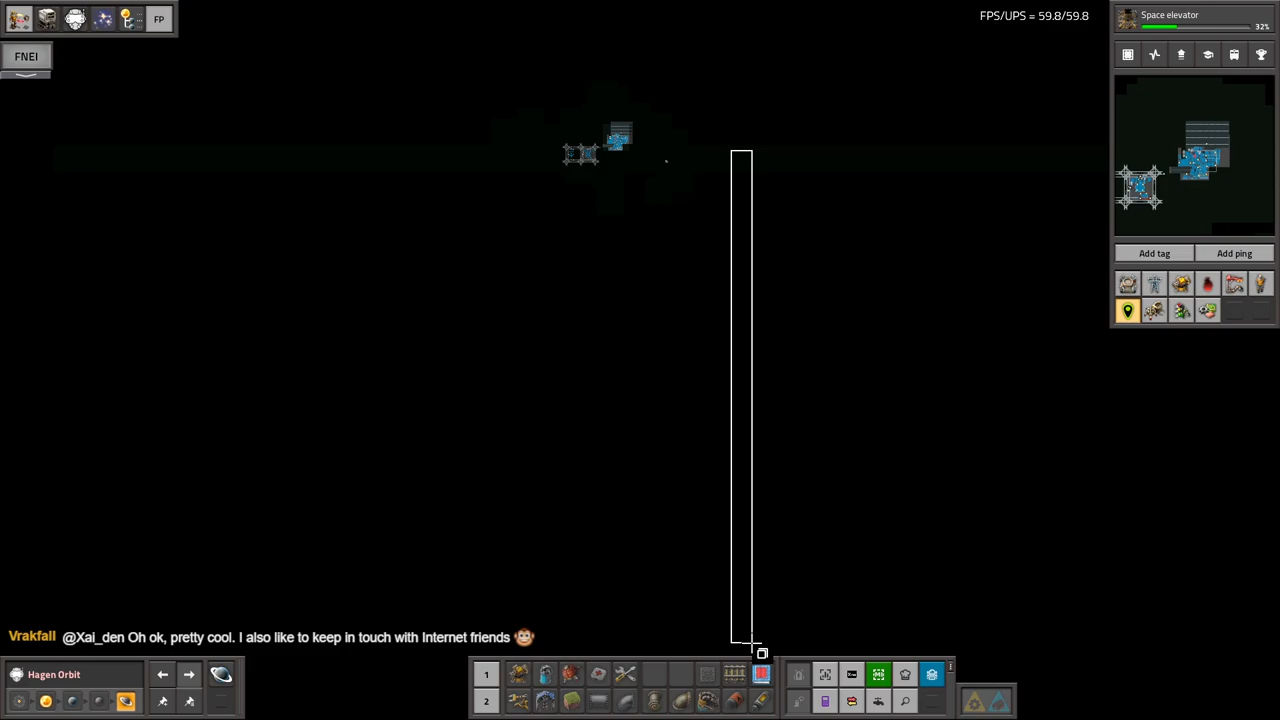 FP
FPS/UPS = 59.8/59.8
Space elevator
32%
FNEI
Add tag
Add ping
Vrakfall @Xai_den Oh ok, pretty cool. I also like to keep in touch with Internet friends
Hagen Orbit
1
2